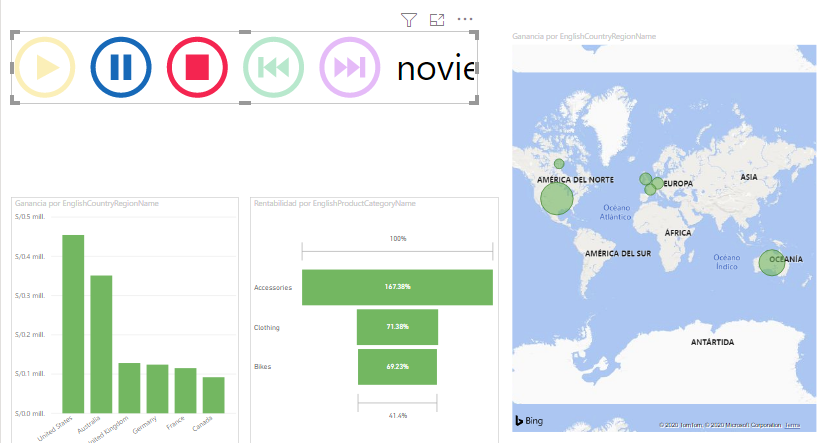 novie
Ganancia por EnglishCountryRegionName
AMÉRICA DEL NORTE
EUROPA
ASIA
Océano
Atlántico
ÁFRICA
AMÉRICA DEL SUR
Océano
Índico
OCEANÍA
ANTÁRTIDA
Bing
© 2020 TomTom, © 2020 Microsoft Corporation Terms
Ganancia por EnglishCountryRegionName
S/0.5 mill.
S/0.4 mill.
S/0.3 mill.
S/0.2 mill.
S/0.1 mill.
S/0.0 mill.
United States
Australia
United Kingdom
Germany
France
Canada
Rentabilidad por EnglishProductCategoryName
100%
Accessories 167.38%
Clothing 71.38%
Bikes 69.23%
41.4%